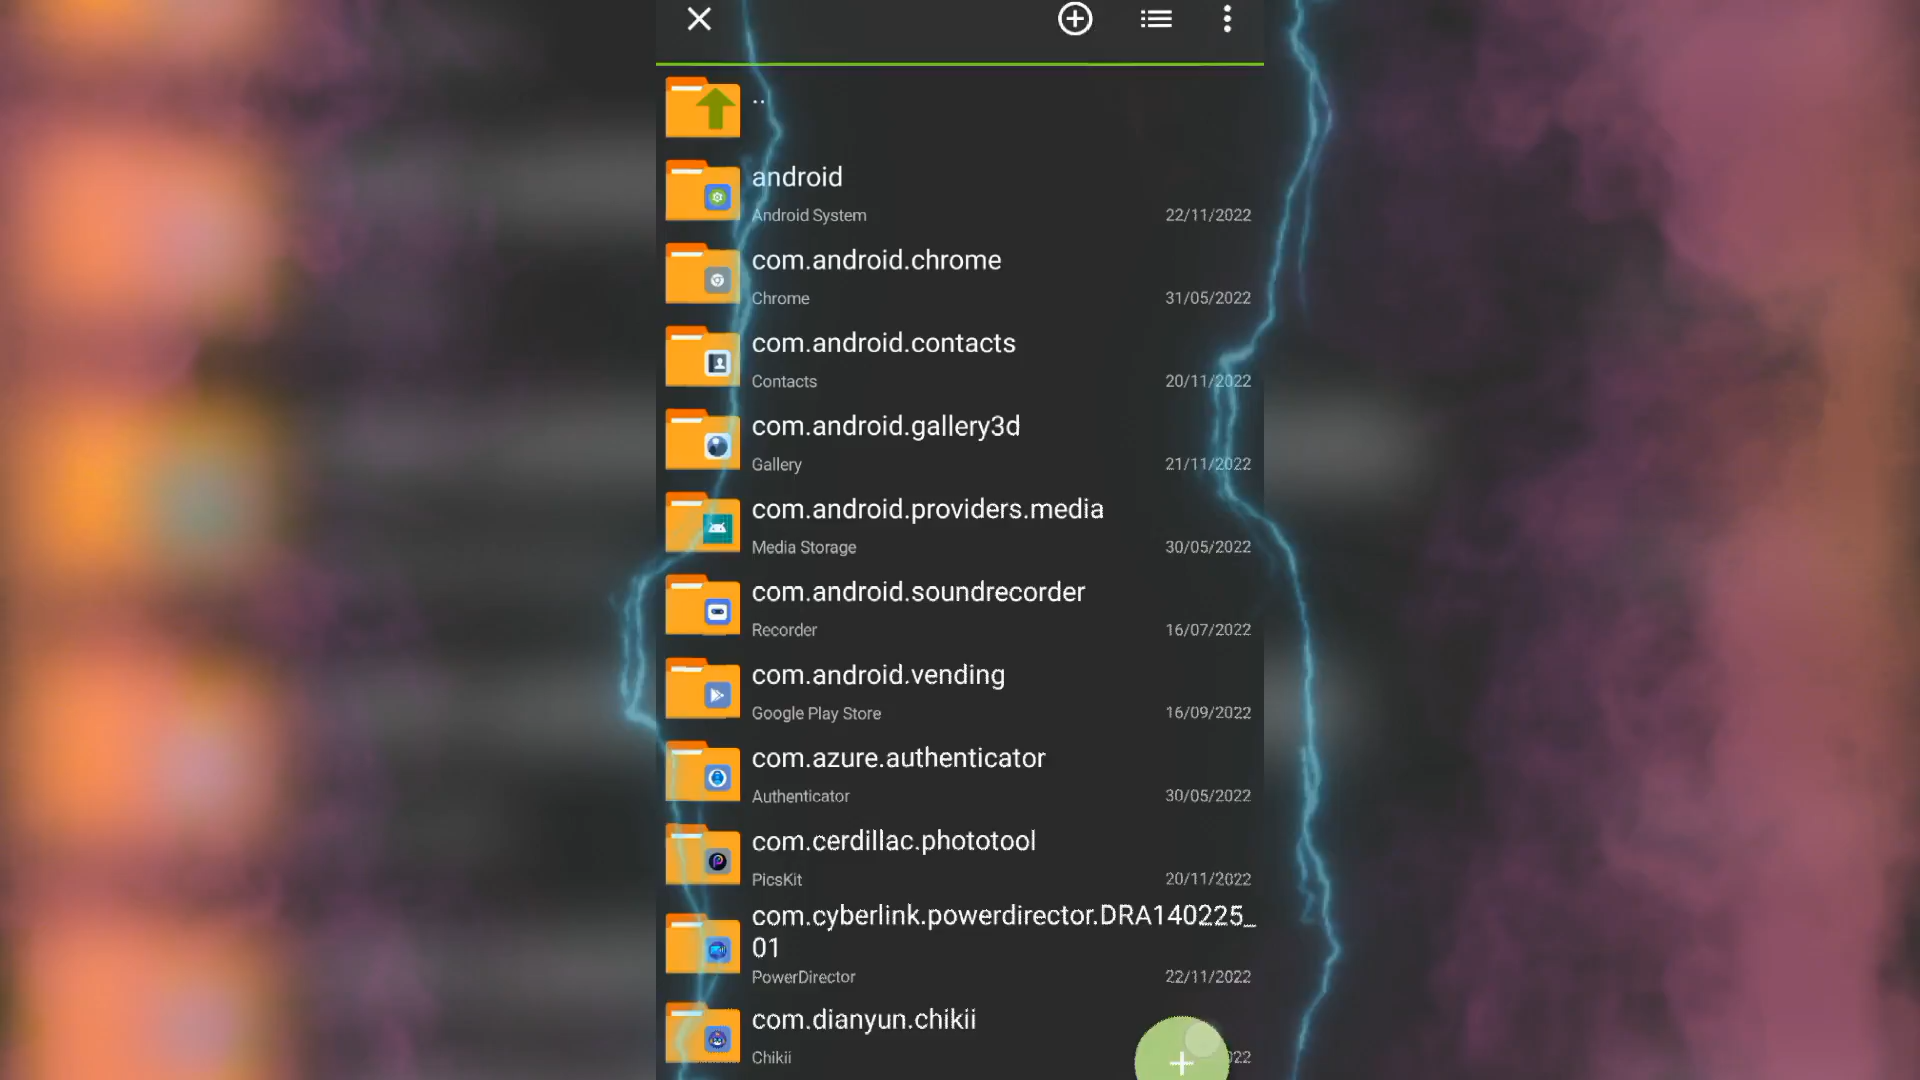 ..
android
Android System 22/11/2022
com.android.chrome
Chrome 31/05/2022
com.android.contacts
Contacts 20/11/2022
com.android.gallery3d
Gallery 21/11/2022
com.android.providers.media
Media Storage 30/05/2022
com.android.soundrecorder
Recorder 16/07/2022
com.android.vending
Google Play Store 16/09/2022
com.azure.authenticator
Authenticator 30/05/2022
com.cerdillac.phototool
PicsKit 20/11/2022
com.cyberlink.powerdirector.DRA140225_
01
PowerDirector 22/11/2022
com.dianyun.chikii
Chikii